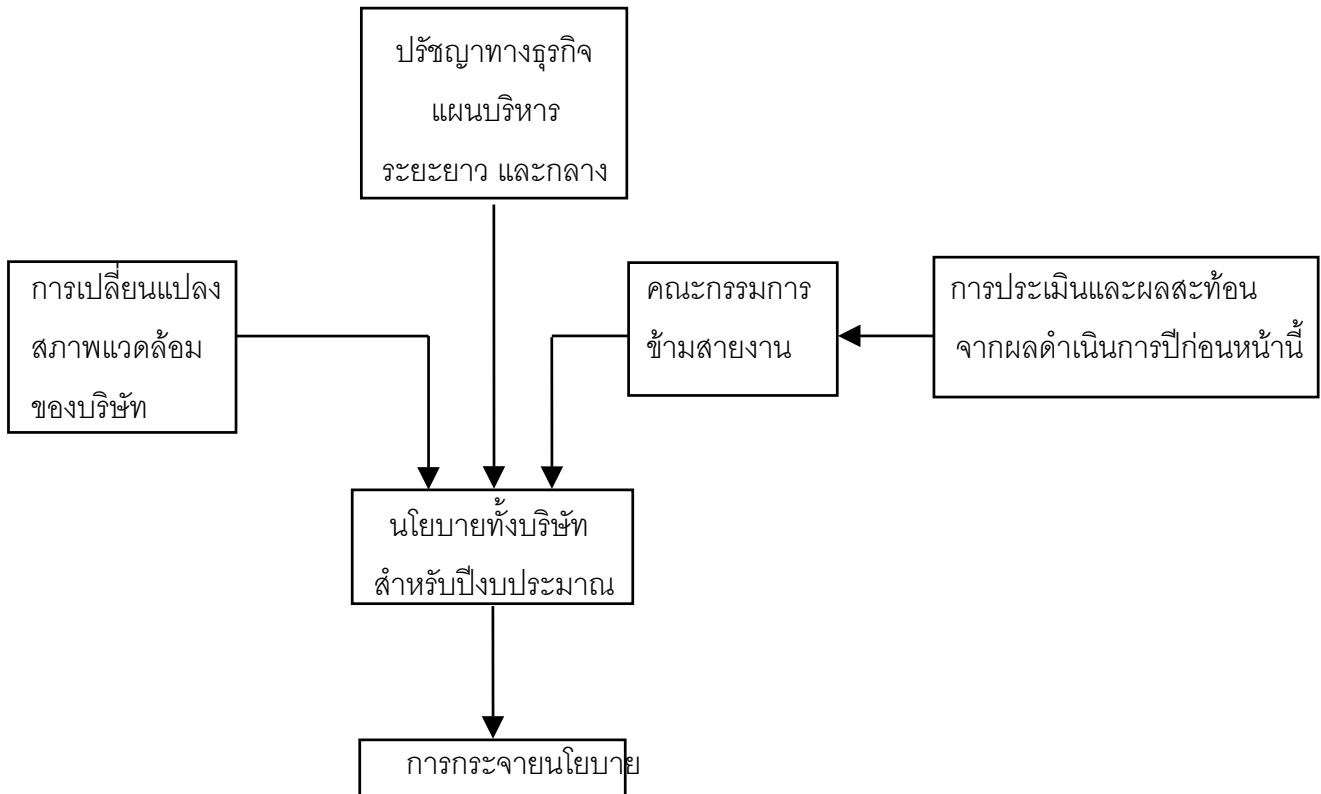 ปรัชญาทางธุรกิจ
แผนบริหาร
ระยะยาว และกลาง
การเปลี่ยนแปลง
สภาพแวดล้อม
ของบริษัท
คณะกรรมการ
ข้ามสายงาน
การประเมินและผลสะท้อน
จากผลดำเนินการปีก่อนหน้านี้
นโยบายทั้งบริษัท
สำหรับปีงบประมาณ
การกระจายนโยบาย